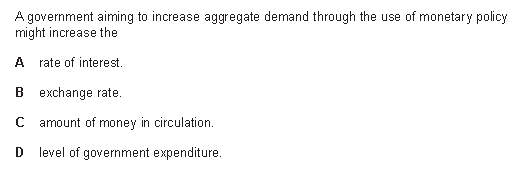 A government aiming to increase aggregate demand through the use of monetary policy
might increase the
A rate of interest.
B exchange rate.
C amount of money in circulation.
D level of government expenditure.